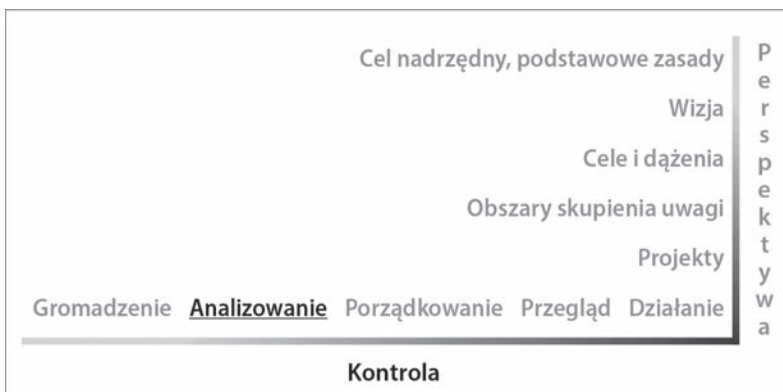 Cel nadrzędny, podstawowe zasady
Wizja
Cele i dążenia
Obszary skupienia uwagi
Projekty
Gromadzenie Analizowanie Porządkowanie Przegląd Działanie
Kontrola
Perspektywa